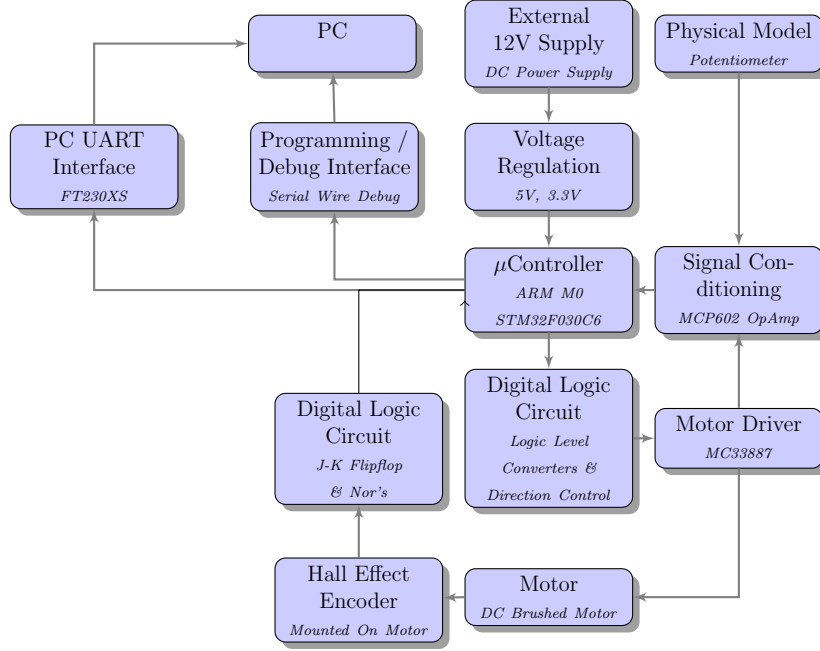 PC
External
12V Supply
DC Power Supply
Physical Model
Potentiometer
PC UART
Interface
FT230XS
Programming /
Debug Interface
Serial Wire Debug
Voltage
Regulation
5V, 3.3V
μController
ARM M0
STM32F030C6
Signal Con-
ditioning
MCP602 OpAmp
Digital Logic
Circuit
J-K Flipflop
& Nor's
Digital Logic
Circuit
Logic Level
Converters &
Direction Control
Motor Driver
MC33887
Hall Effect
Encoder
Mounted On Motor
Motor
DC Brushed Motor